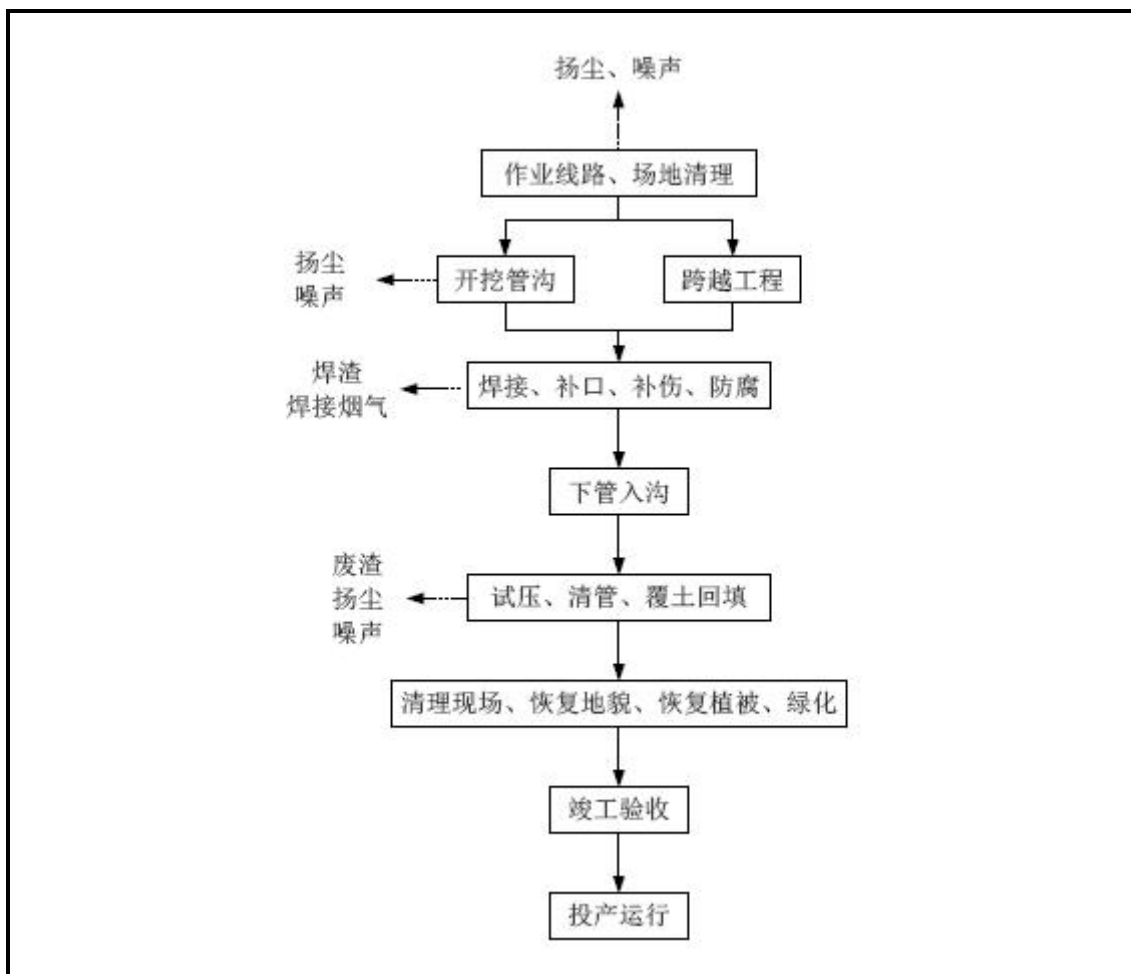 扬尘、噪声
作业线路、场地清理
扬尘
噪声
开挖管沟
跨越工程
焊渣
焊接烟气
焊接、补口、补伤、防腐
下管入沟
废渣
扬尘
噪声
试压、清管、覆土回填
清理现场、恢复地貌、恢复植被、绿化
竣工验收
投产运行